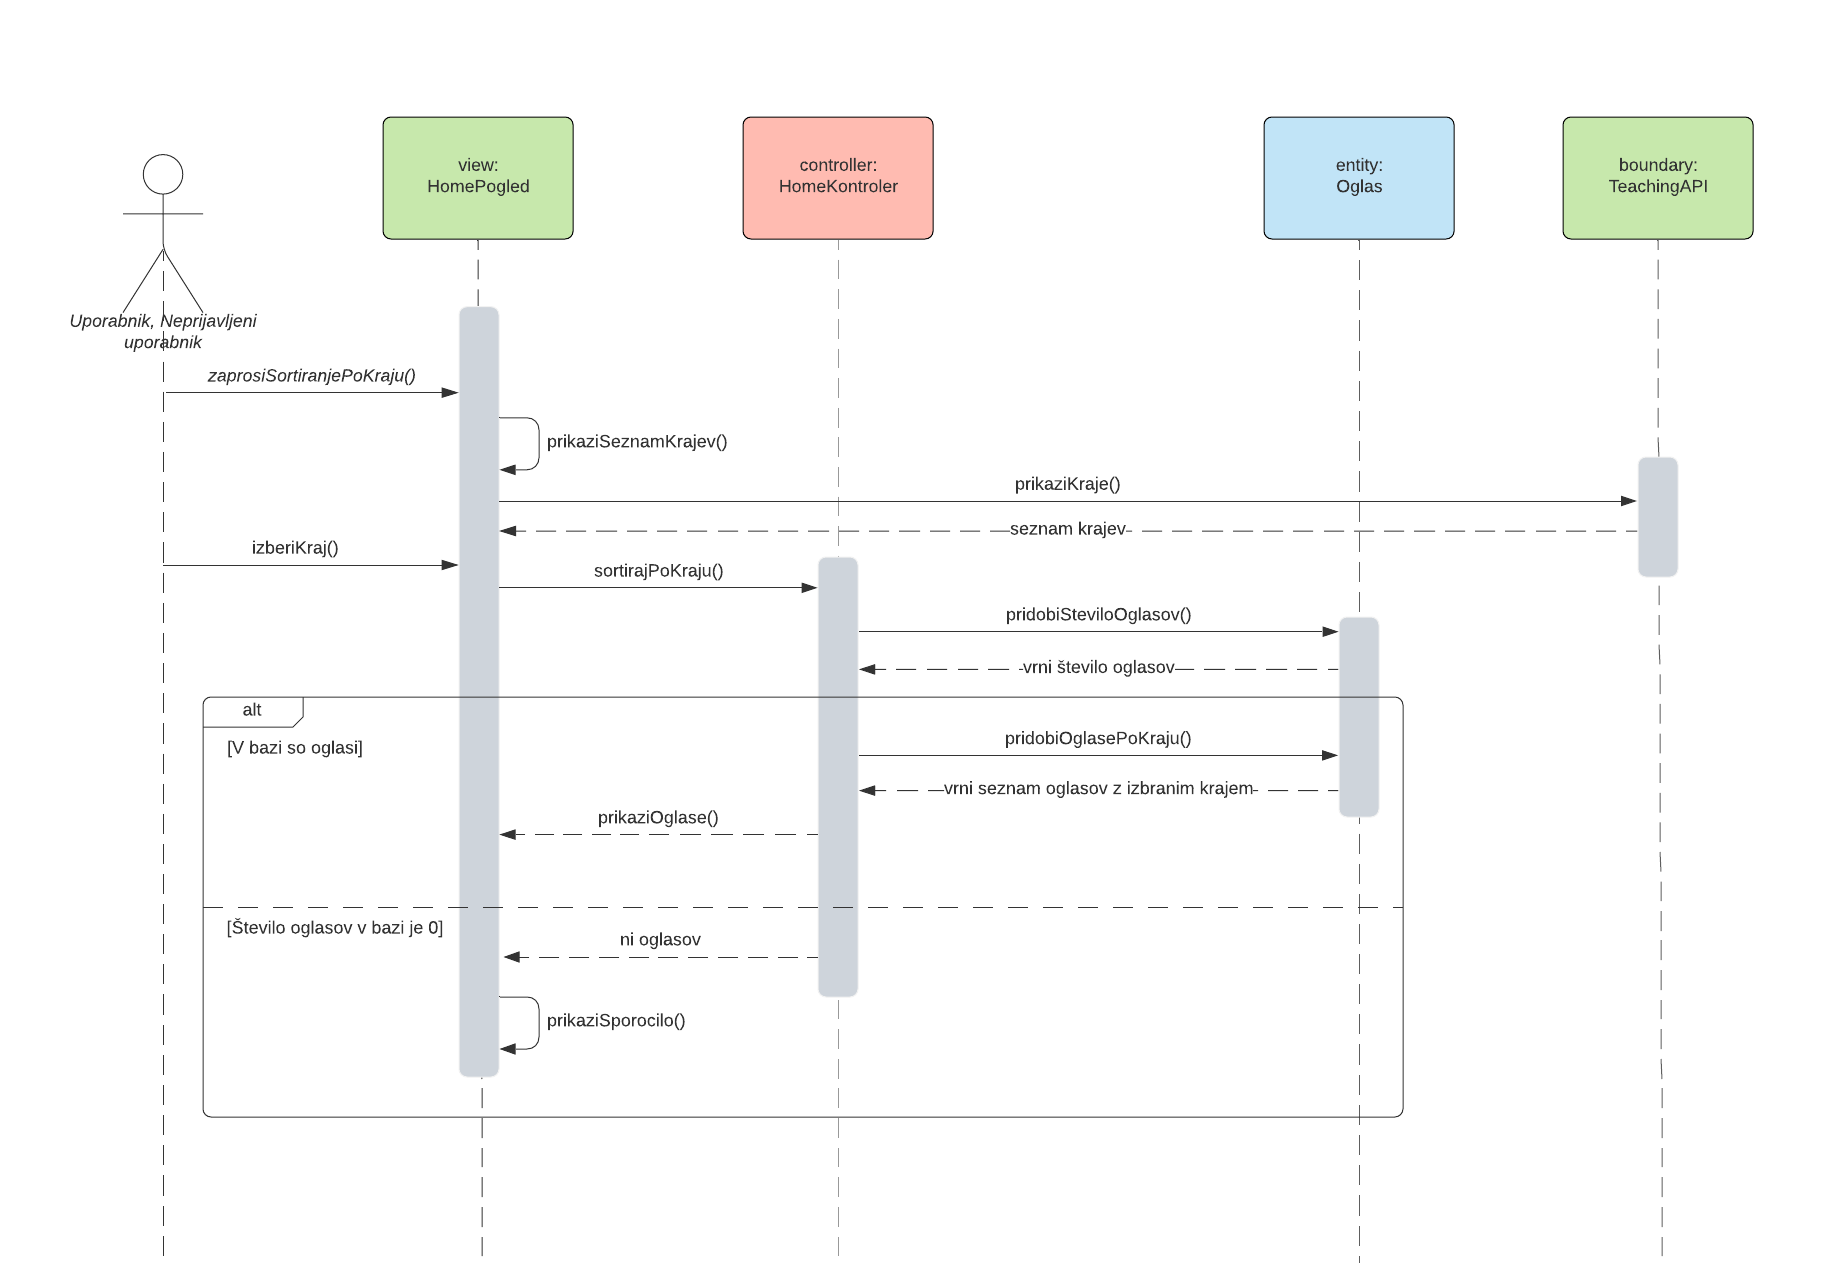 view:
HomePogled
controller:
HomeKontroler
entity:
Oglas
boundary:
TeachingAPI
Uporabnik, Neprijavljeni
uporabnik
zaprosiSortiranjePoKraju()
prikaziSeznamKrajev()
prikaziKraje()
seznam krajev
izberiKraj()
sortirajPoKraju()
pridobiSteviloOglasov()
vrni število oglasov
alt
[V bazi so oglasi]
pridobiOglasePoKraju()
vrni seznam oglasov z izbranim krajem
prikaziOglase()
[Število oglasov v bazi je 0]
ni oglasov
prikaziSporocilo()